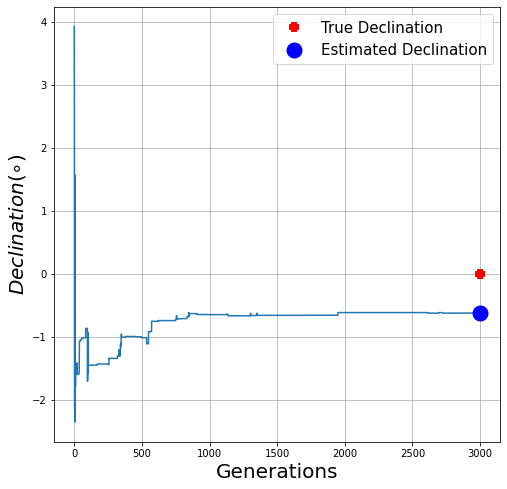 True Declination
Estimated Declination
4
3
2
1
0
−1
−2
Declination(∘)
0 500 1000 1500 2000 2500 3000
Generations